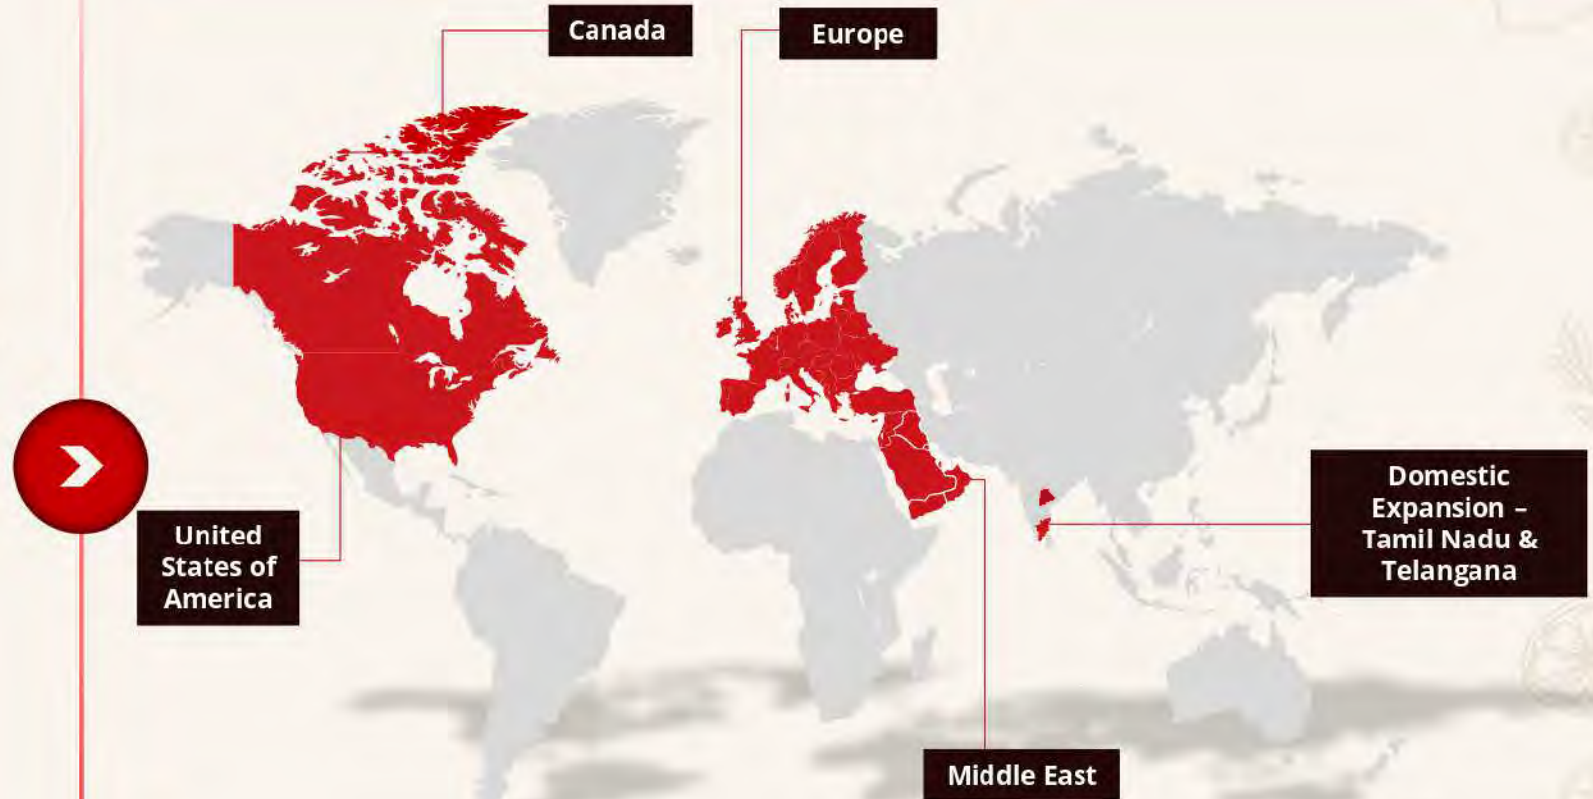 Canada
Europe
United
States of
America
Domestic
Expansion –
Tamil Nadu &
Telangana
Middle East